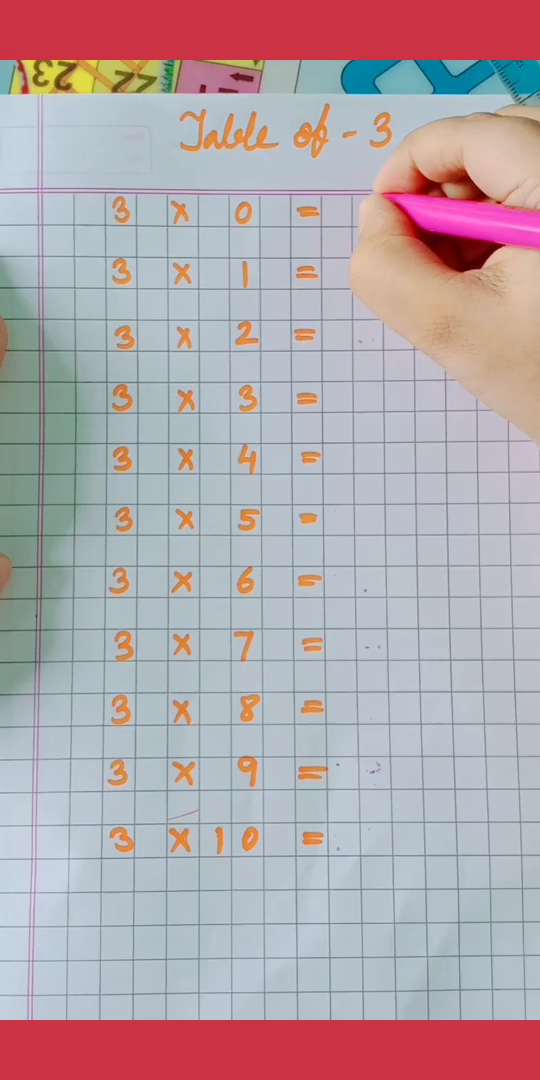 Table of - 3
3 x 0 =
3 x 1 =
3 x 2 =
3 x 3 =
3 x 4 =
3 x 5 =
3 x 6 =
3 x 7 =
3 x 8 =
3 x 9 =
3 x 10 =